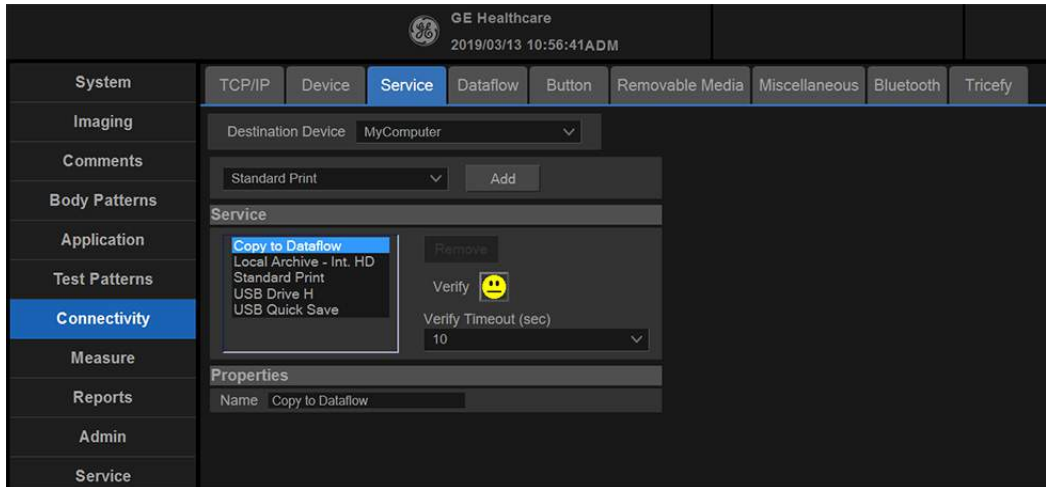 GE Healthcare
2019/03/13 10:56:41ADM
System
Imaging
Comments
Body Patterns
Application
Test Patterns
Connectivity
Measure
Reports
Admin
Service
TCP/IP Device Service Dataflow Button Removable Media Miscellaneous Bluetooth Tricefy
Destination Device MyComputer
Standard Print Add
Service
Copy to Dataflow
Local Archive - Int. HD
Standard Print
USB Drive H
USB Quick Save
Remove
Verify
Verify Timeout (sec)
10
Properties
Name Copy to Dataflow